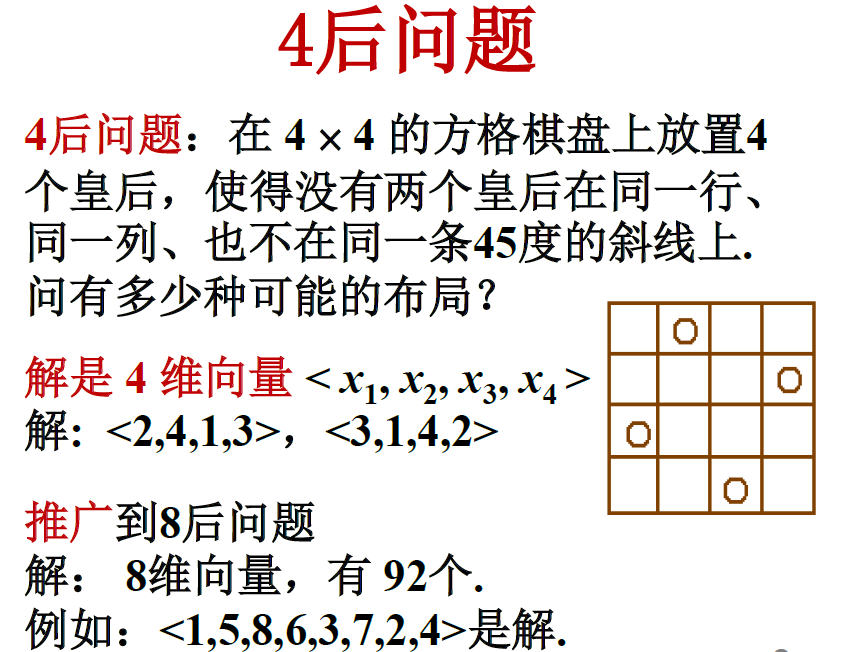 4后问题
4后问题：在 4 × 4 的方格棋盘上放置4
个皇后，使得没有两个皇后在同一行、
同一列、也不在同一条45度的斜线上.
问有多少种可能的布局？
解是 4 维向量 < x₁, x₂, x₃, x₄ >
解: <2,4,1,3>，<3,1,4,2>
推广到8后问题
解： 8维向量，有 92个.
例如：<1,5,8,6,3,7,2,4>是解.